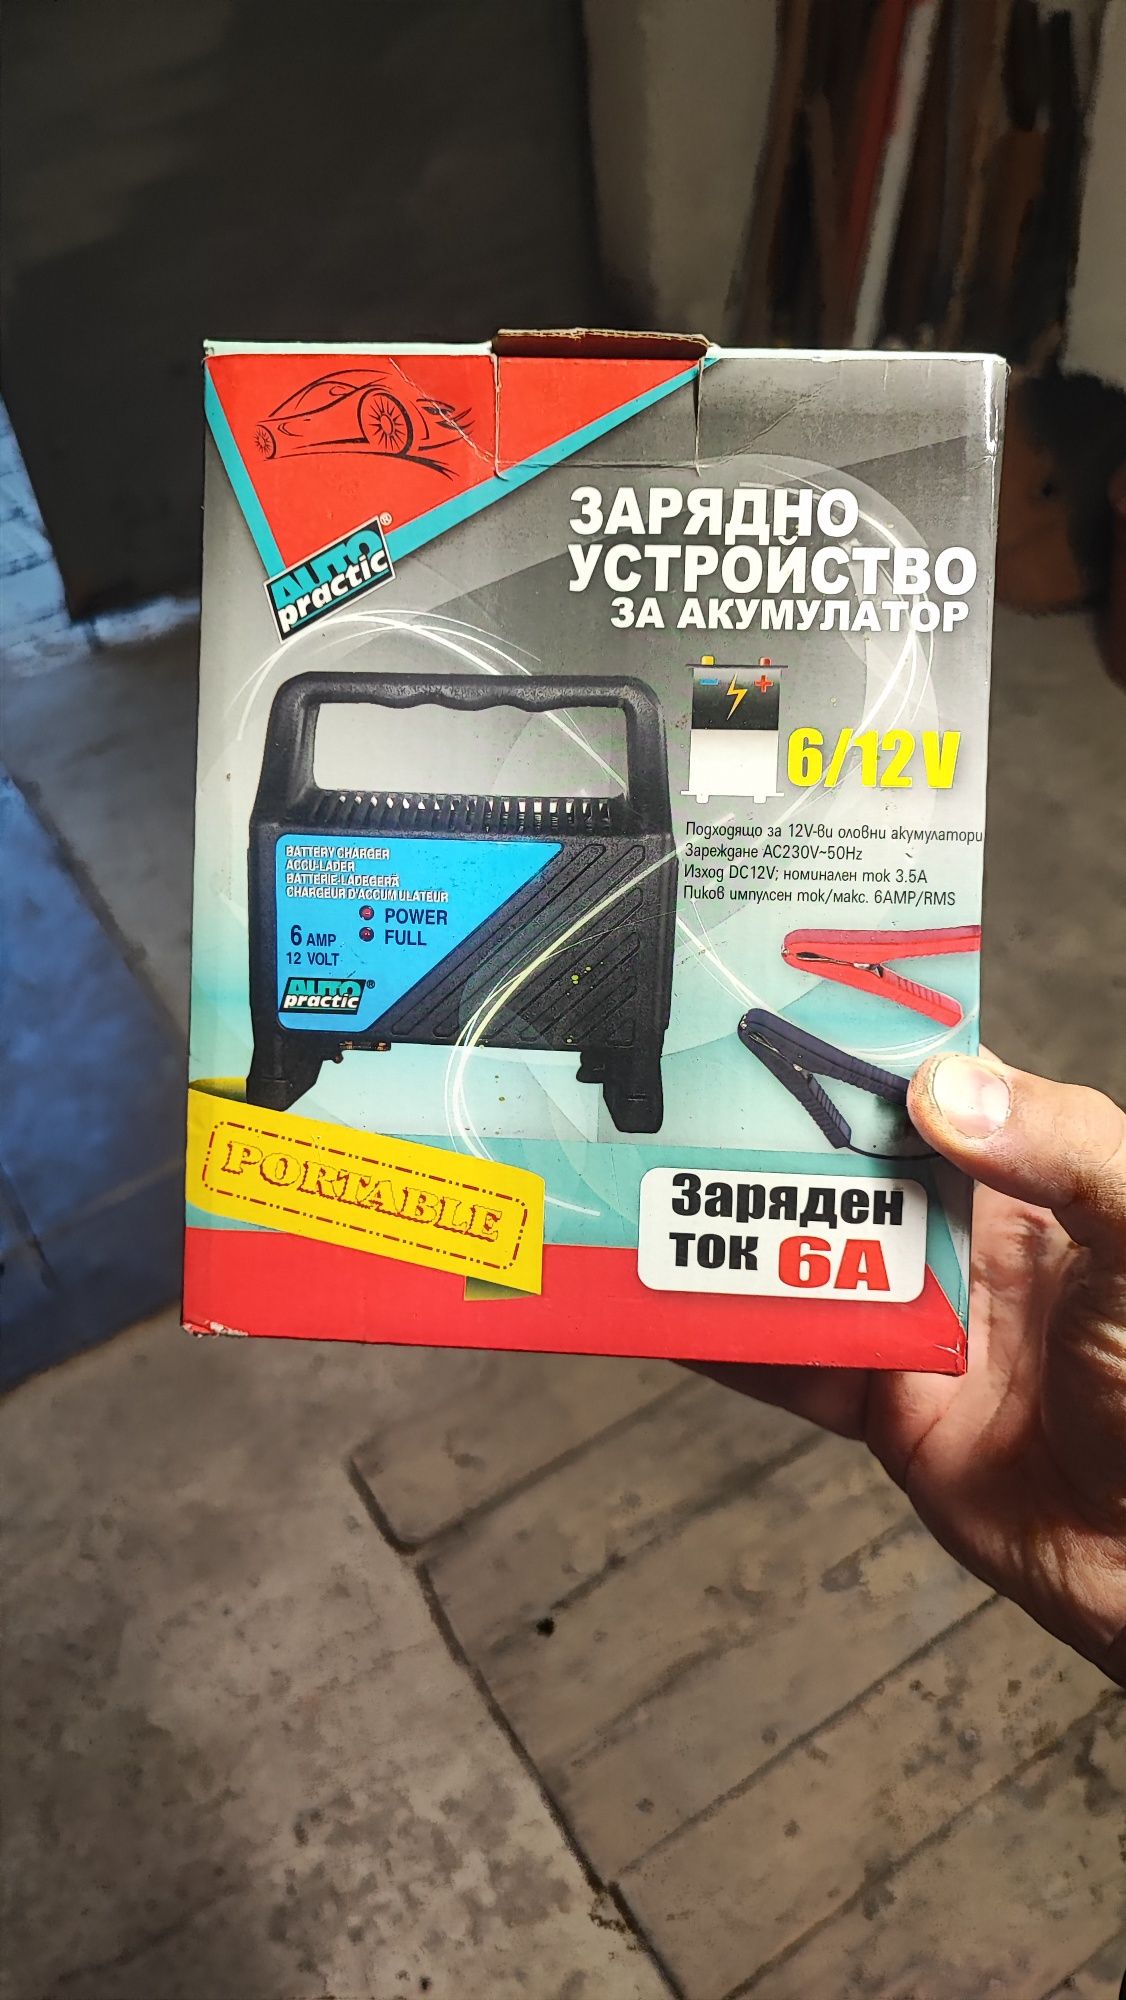 AUTO®
practic
ЗАРЯДНО
УСТРОЙСТВО
ЗА АКУМУЛАТОР
6/12V
Подходящо за 12V-ви оловни акумулатори
Зареждане AC230V~50Hz
Изход DC12V; номинален ток 3.5A
Пиков импулсен ток/макс. 6AMP/RMS
BATTERY CHARGER
ACCU-LADER
BATTERIE-LADEGERÄ
CHARGEUR D'ACCUMULATEUR
POWER
FULL
6 AMP
12 VOLT
AUTO®
practic
PORTABLE
Заряден
ток 6А